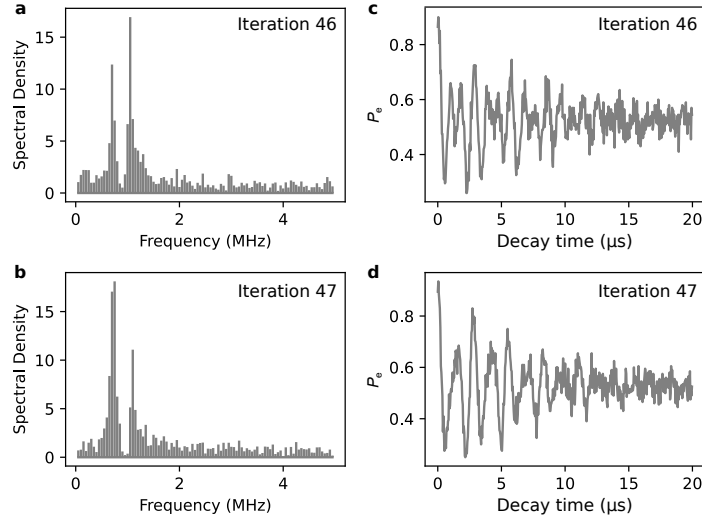 a
Iteration 46
15
10
5
0
Spectral Density
0 2 4
Frequency (MHz)
c
Iteration 46
0.8
0.6
0.4
Pe
0 5 10 15 20
Decay time (μs)
b
Iteration 47
15
10
5
0
Spectral Density
0 2 4
Frequency (MHz)
d
Iteration 47
0.8
0.6
0.4
Pe
0 5 10 15 20
Decay time (μs)